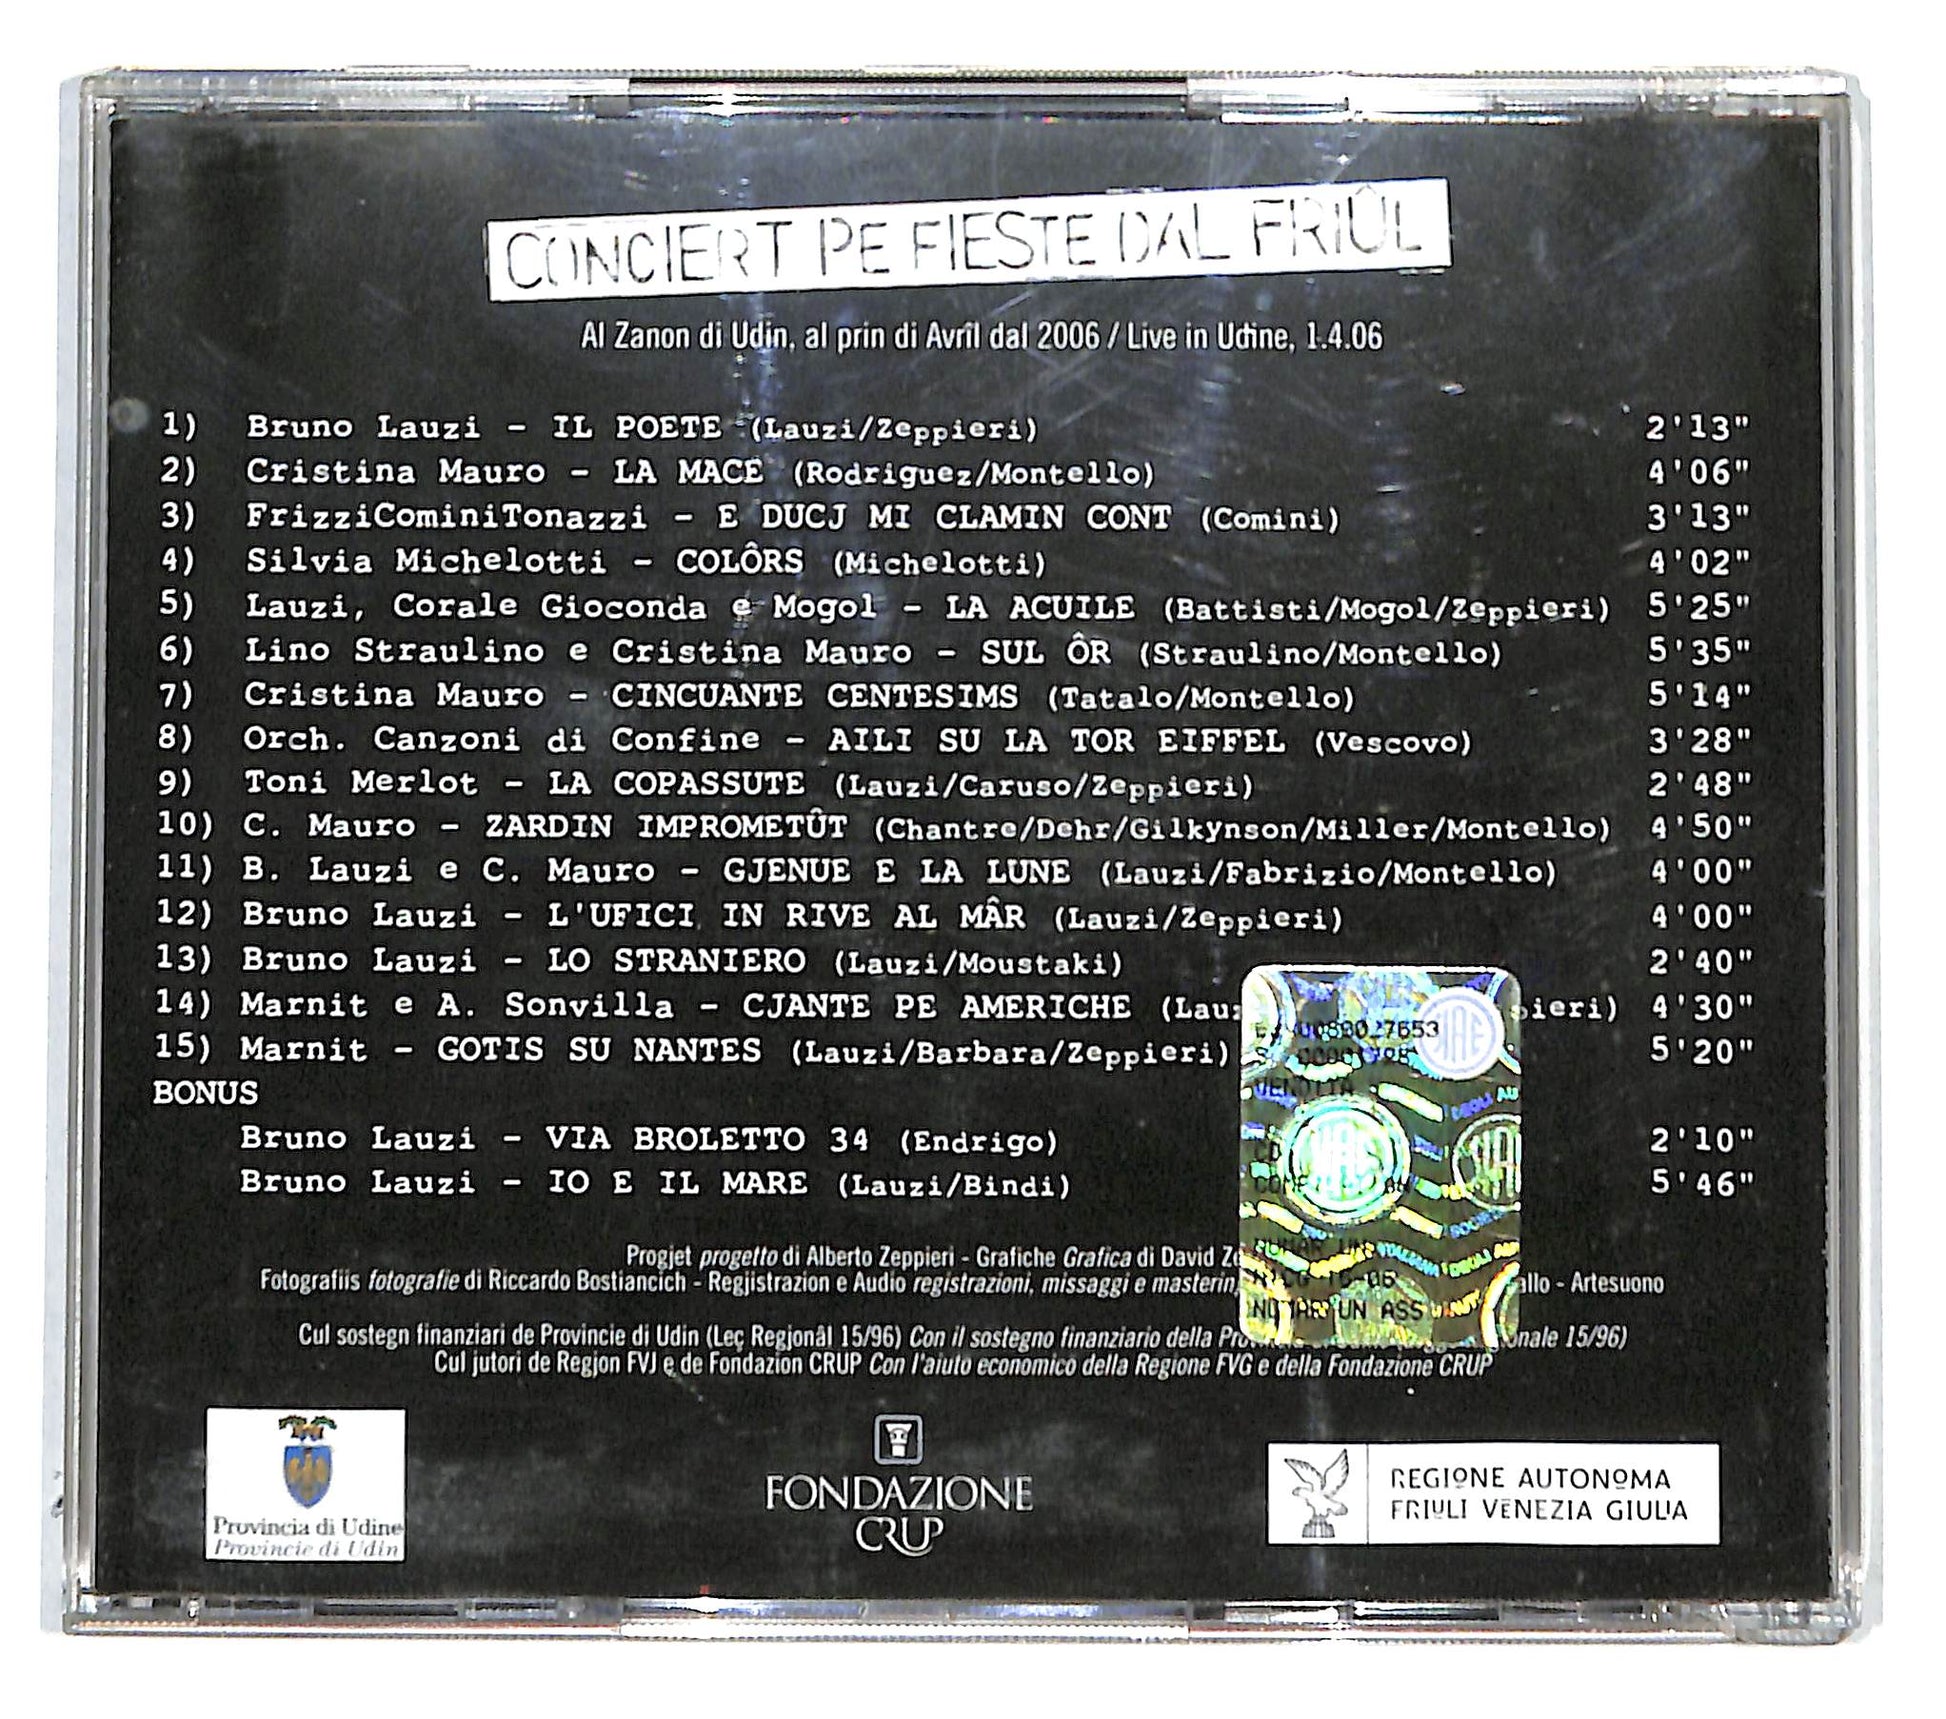 CONCIERT PE FIESTE DAL FRIÛL
Al Zanon di Udin, al prin di Avrîl dal 2006 / Live in Udine, 1.4.06
1) Bruno Lauzi - IL POETE (Lauzi/Zeppieri) 2'13"
2) Cristina Mauro - LA MACE (Rodriguez/Montello) 4'06"
3) FrizziCominiTonazzi - E DUCJ MI CLAMIN CONT (Comini) 3'13"
4) Silvia Michelotti - COLÔRS (Michelotti) 4'02"
5) Lauzi, Corale Gioconda e Mogol - LA ACUILE (Battisti/Mogol/Zeppieri) 5'25"
6) Lino Straulino e Cristina Mauro - SUL ÔR (Straulino/Montello) 5'35"
7) Cristina Mauro - CINCUANTE CENTESIMS (Tatalo/Montello) 5'14"
8) Orch. Canzoni di Confine - AILI SU LA TOR EIFFEL (Vescovo) 3'28"
9) Toni Merlot - LA COPASSUTE (Lauzi/Caruso/Zeppieri) 2'48"
10) C. Mauro - ZARDIN IMPROMETÛT (Chantre/Dehr/Gilkynson/Miller/Montello) 4'50"
11) B. Lauzi e C. Mauro - GJENUE E LA LUNE (Lauzi/Fabrizio/Montello) 4'00"
12) Bruno Lauzi - L'UFICI IN RIVE AL MÂR (Lauzi/Zeppieri) 4'00"
13) Bruno Lauzi - LO STRANIERO (Lauzi/Moustaki) 2'40"
14) Marnit e A. Sonvilla - CJANTE PE AMERICHE 4'30"
15) Marnit - GOTIS SU NANTES (Lauzi/Barbara/Zeppieri) 5'20"
BONUS
Bruno Lauzi - VIA BROLETTO 34 (Endrigo) 2'10"
Bruno Lauzi - IO E IL MARE (Lauzi/Bindi) 5'46"
VENDITA
CD
NOTAR UN ASS
Progjet progetto di Alberto Zeppieri - Grafiche Grafica di David
Fotografiis fotografie di Riccardo Bostiancich - Regjistrazion e Audio registrazioni, missaggi e - Artesuono
Cul sostegn finanziari de Provincie di Udin (Leç Regjonâl 15/96) Con il sostegno finanziario della 15/96)
Cul jutori de Regjon FVJ e de Fondazion CRUP Con l'aiuto economico della Regione FVG e della Fondazione CRUP
Provincia di Udine
Provincie di Udin
FONDAZIONE
CRUP
REGIONE AUTONOMA
FRIULI VENEZIA GIULIA